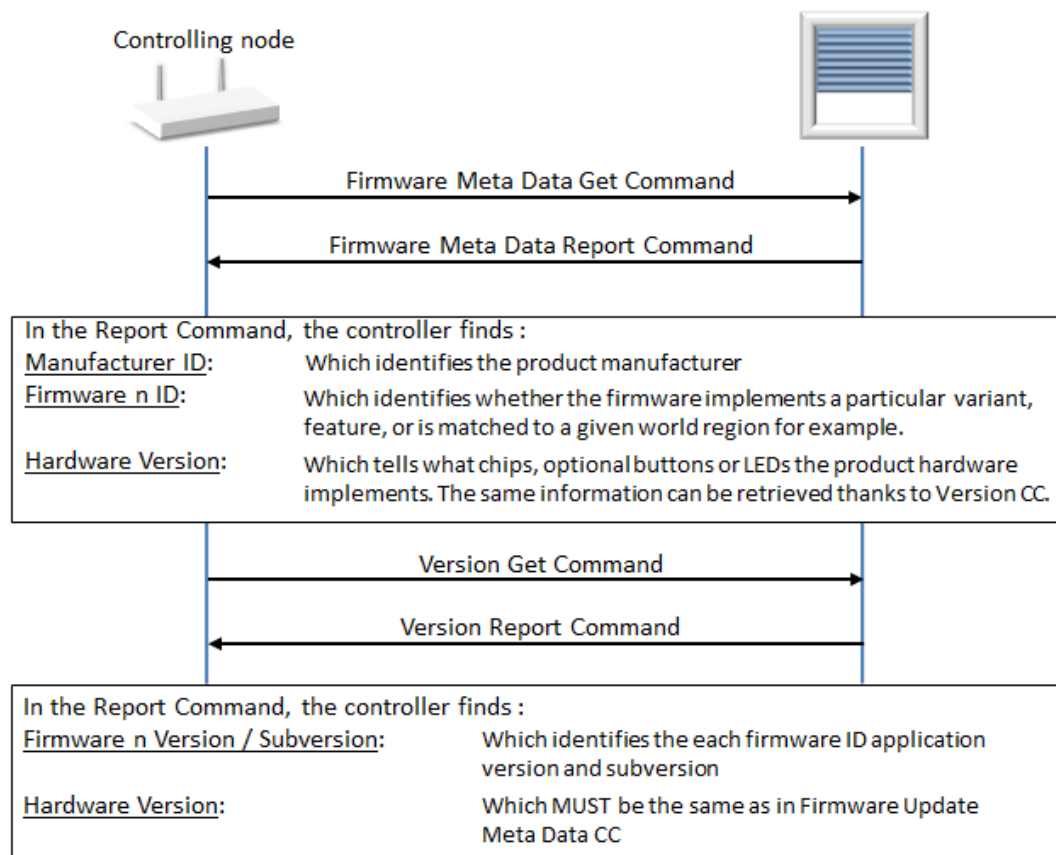 Controlling node
Firmware Meta Data Get Command
Firmware Meta Data Report Command
In the Report Command, the controller finds :
Manufacturer ID: Which identifies the product manufacturer
Firmware n ID: Which identifies whether the firmware implements a particular variant,
feature, or is matched to a given world region for example.
Hardware Version: Which tells what chips, optional buttons or LEDs the product hardware
implements. The same information can be retrieved thanks to Version CC.
Version Get Command
Version Report Command
In the Report Command, the controller finds :
Firmware n Version / Subversion: Which identifies the each firmware ID application
version and subversion
Hardware Version: Which MUST be the same as in Firmware Update
Meta Data CC